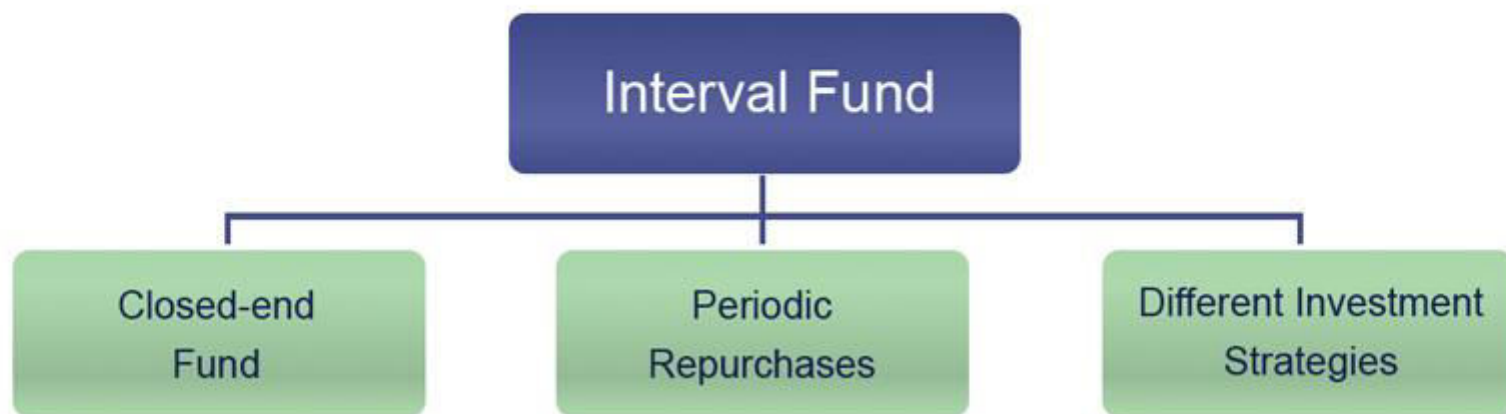 Interval Fund
Closed-end
Fund
Periodic
Repurchases
Different Investment
Strategies